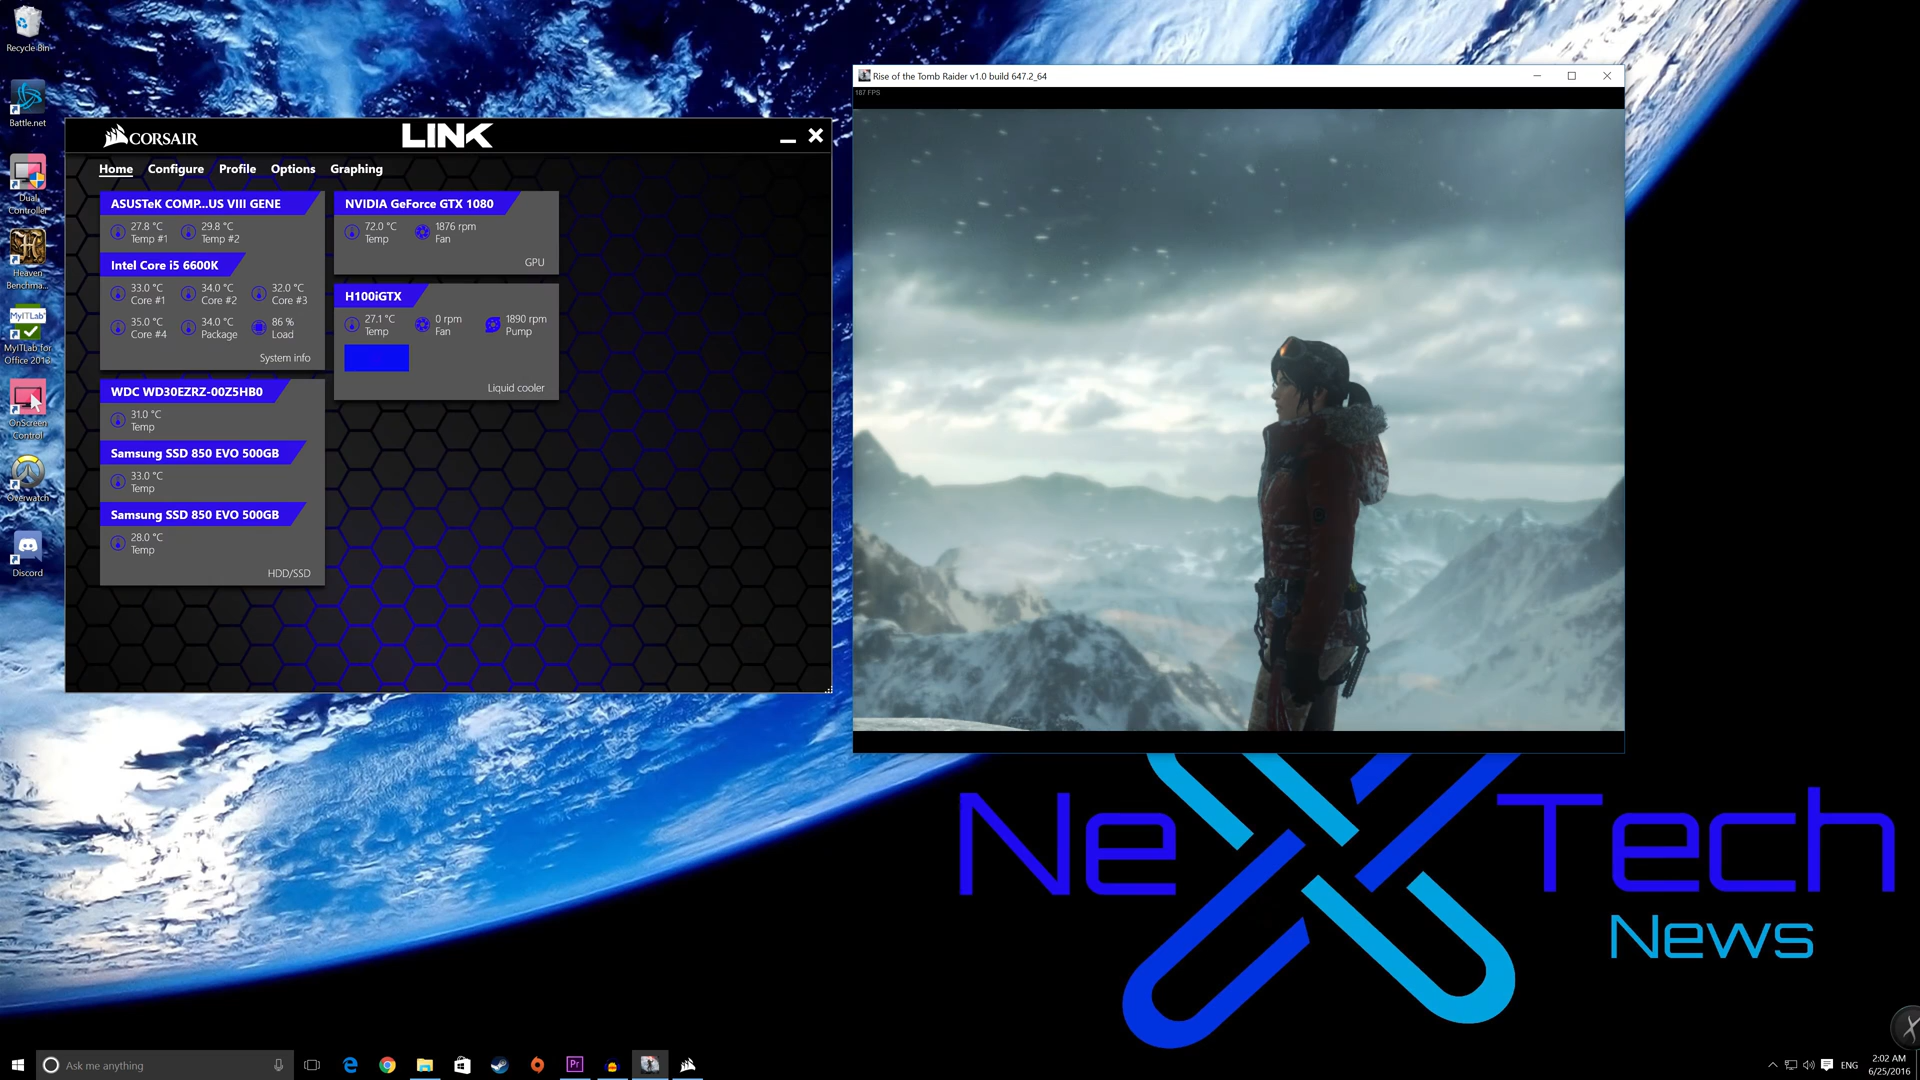 Recycle Bin
Battle.net
Dual
Controller
Heaven
Benchma...
MyITLab
MyITLab for
Office 2013
OnScreen
Control
Overwatch
Discord
CORSAIR
LINK
Home
Configure
Profile
Options
Graphing
ASUSTeK COMP...US VIII GENE
27.8 °C
Temp #1
29.8 °C
Temp #2
Intel Core i5 6600K
33.0 °C
Core #1
34.0 °C
Core #2
32.0 °C
Core #3
35.0 °C
Core #4
34.0 °C
Package
86 %
Load
System info
WDC WD30EZRZ-00Z5HB0
31.0 °C
Temp
Samsung SSD 850 EVO 500GB
33.0 °C
Temp
Samsung SSD 850 EVO 500GB
28.0 °C
Temp
HDD/SSD
NVIDIA GeForce GTX 1080
72.0 °C
Temp
1876 rpm
Fan
GPU
H100iGTX
27.1 °C
Temp
0 rpm
Fan
1890 rpm
Pump
Liquid cooler
Rise of the Tomb Raider v1.0 build 647.2_64
187 FPS
NeXTech
News
Ask me anything
Pr
ENG
2:02 AM
6/25/2016